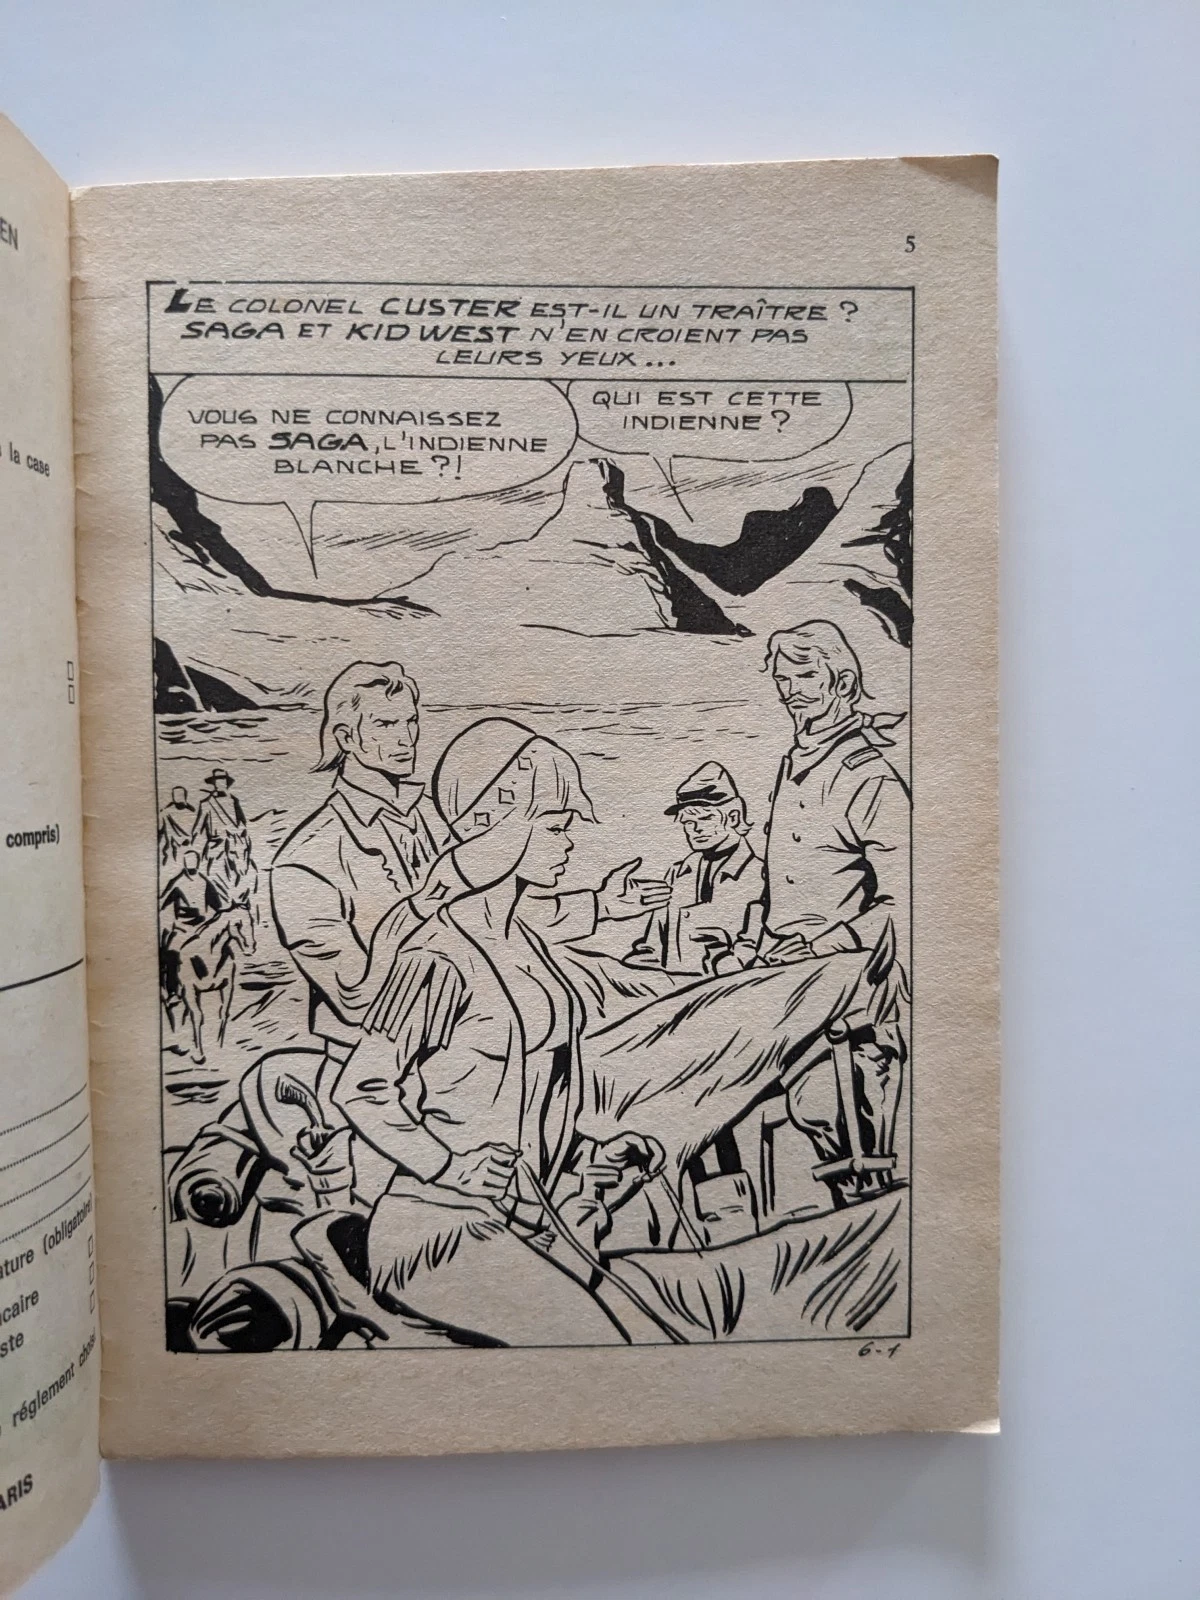 EN
la case
compris)
ature (obligatoire)
caire
ste
réglement choisi
ARIS
5
LE COLONEL CUSTER EST-IL UN TRAÎTRE ?
SAGA ET KID WEST N'EN CROIENT PAS
LEURS YEUX...
VOUS NE CONNAISSEZ
PAS SAGA, L'INDIENNE
BLANCHE ?!
QUI EST CETTE
INDIENNE ?
6-1